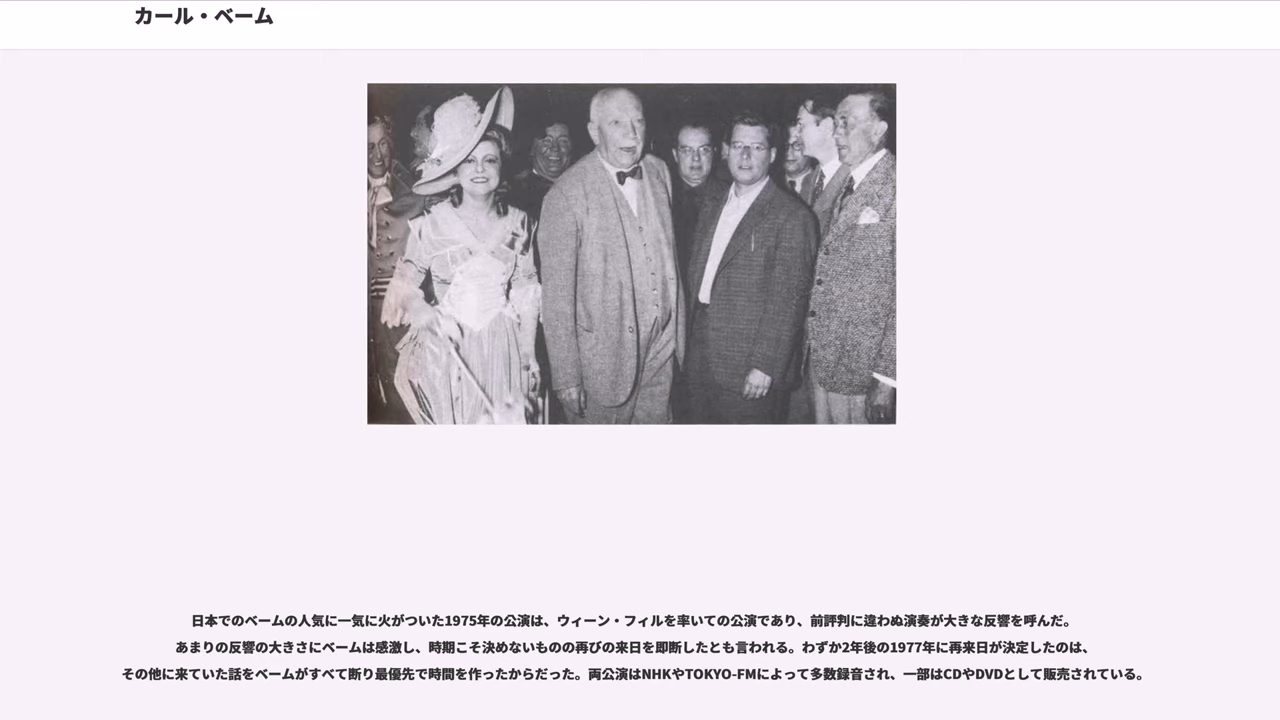 カール・ベーム
日本でのベームの人気に一気に火がついた1975年の公演は、ウィーン・フィルを率いての公演であり、前評判に違わぬ演奏が大きな反響を呼んだ。
あまりの反響の大きさにベームは感激し、時期こそ決めないものの再びの来日を即断したとも言われる。わずか2年後の1977年に再来日が決定したのは、
その他に来ていた話をベームがすべて断り最優先で時間を作ったからだった。両公演はNHKやTOKYO-FMによって多数録音され、一部はCDやDVDとして販売されている。